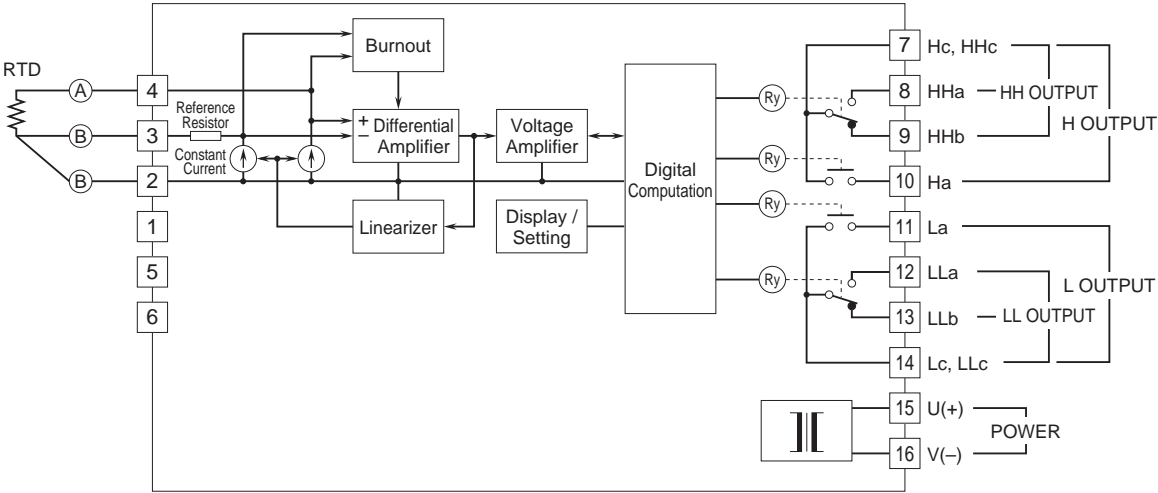 RTD
A
B
B
4
3
2
1
5
6
Reference
Resistor
Constant
Current
Burnout
+
–
Differential
Amplifier
Linearizer
Voltage
Amplifier
Display /
Setting
Digital
Computation
Ry
Ry
Ry
Ry
7 Hc, HHc
8 HHa
9 HHb
10 Ha
11 La
12 LLa
13 LLb
14 Lc, LLc
15 U(+)
16 V(–)
HH OUTPUT
H OUTPUT
L OUTPUT
LL OUTPUT
POWER